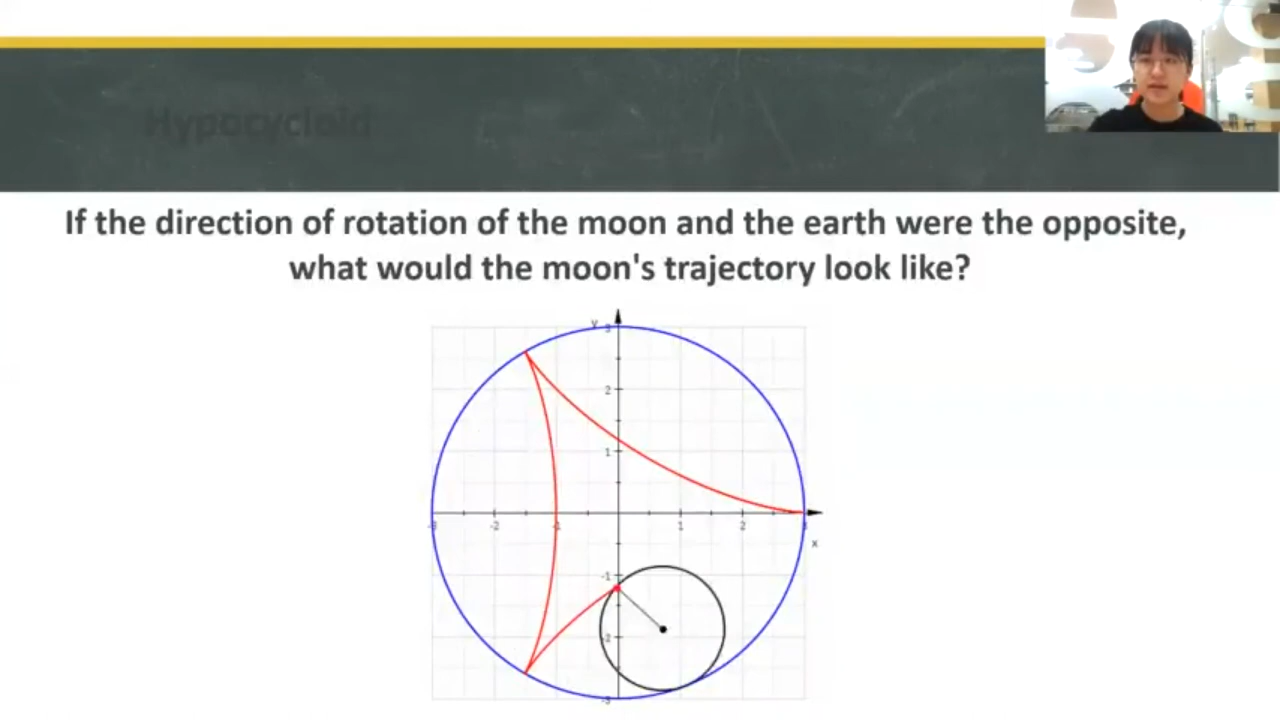 Hypocycloid
If the direction of rotation of the moon and the earth were the opposite,
what would the moon's trajectory look like?
y
3
2
1
-3 -2 -1 1 2 3
x
-1
-2
-3